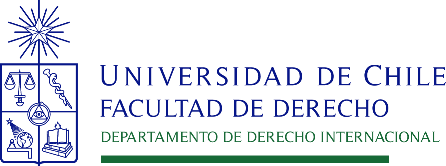 UNIVERSIDAD DE CHILE
FACULTAD DE DERECHO
DEPARTAMENTO DE DERECHO INTERNACIONAL